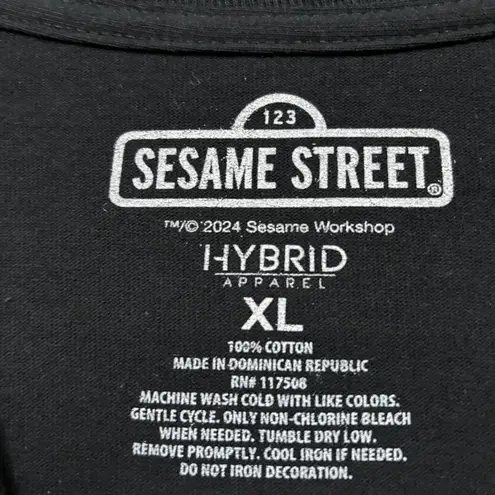 123
SESAME STREET®
TM/© 2024 Sesame Workshop
HYBRID
APPAREL
XL
100% COTTON
MADE IN DOMINICAN REPUBLIC
RN# 117508
MACHINE WASH COLD WITH LIKE COLORS.
GENTLE CYCLE. ONLY NON-CHLORINE BLEACH
WHEN NEEDED. TUMBLE DRY LOW.
REMOVE PROMPTLY. COOL IRON IF NEEDED.
DO NOT IRON DECORATION.